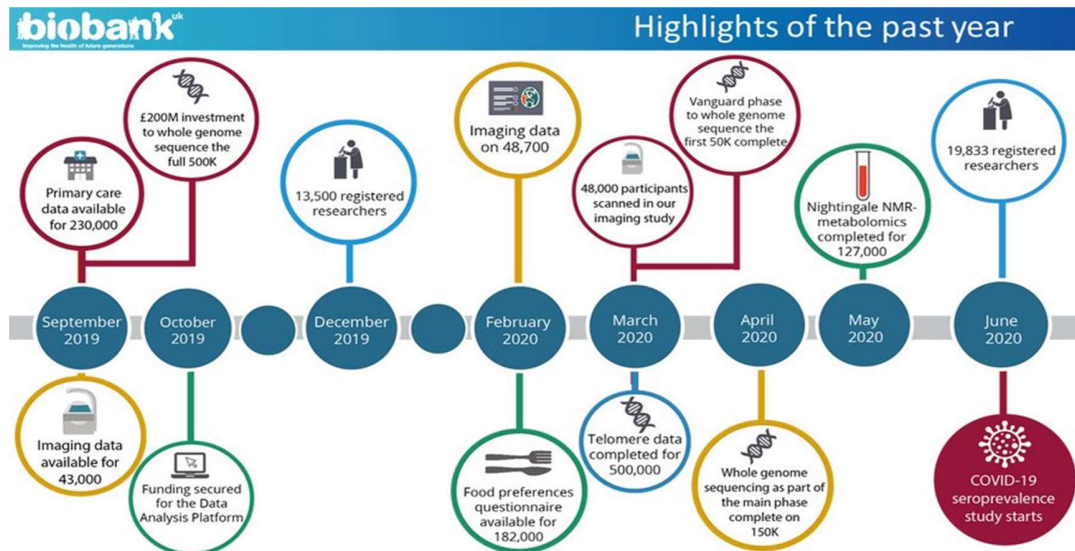 biobank uk
Improving the health of future generations
Highlights of the past year
£200M investment
to whole genome
sequence the
full 500K
Primary care
data available
for 230,000
13,500 registered
researchers
Imaging data
on 48,700
48,000 participants
scanned in our
imaging study
Vanguard phase
to whole genome
sequence the
first 50K complete
Nightingale NMR-
metabolomics
completed for
127,000
19,833 registered
researchers
September
2019
October
2019
December
2019
February
2020
March
2020
April
2020
May
2020
June
2020
Imaging data
available for
43,000
Funding secured
for the Data
Analysis Platform
Food preferences
questionnaire
available for
182,000
Telomere data
completed for
500,000
Whole genome
sequencing as part of
the main phase
complete on
150K
COVID-19
seroprevalence
study starts